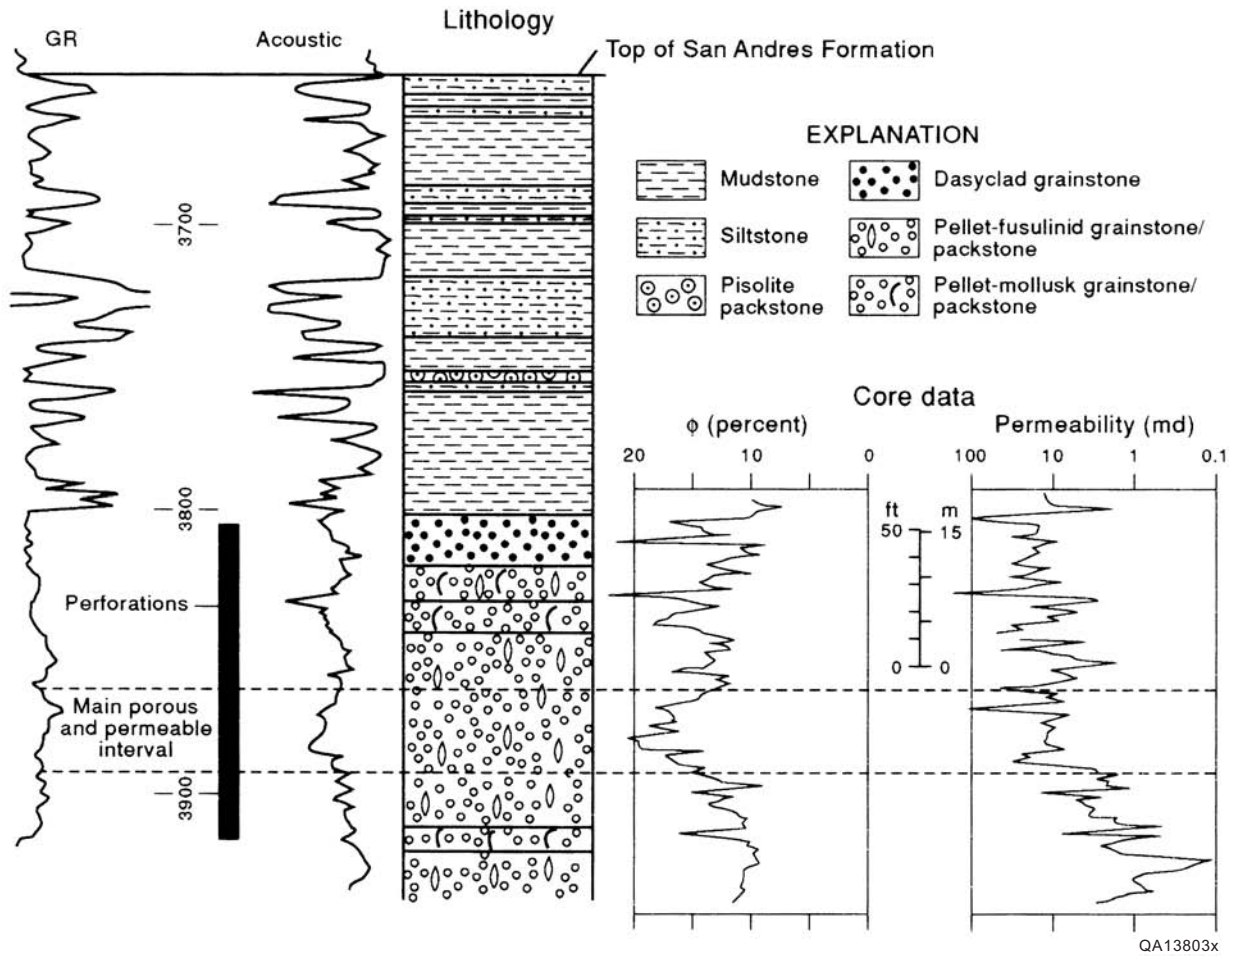 Lithology
GR
Acoustic
Top of San Andres Formation
EXPLANATION
Mudstone
Dasyclad grainstone
Siltstone
Pellet-fusulinid grainstone/
packstone
Pisolite
packstone
Pellet-mollusk grainstone/
packstone
3700
3800
Perforations
Main porous
and permeable
interval
3900
Core data
ϕ (percent)
Permeability (md)
20
10
0
100
10
1
0.1
ft
m
50
15
0
0
QA13803x